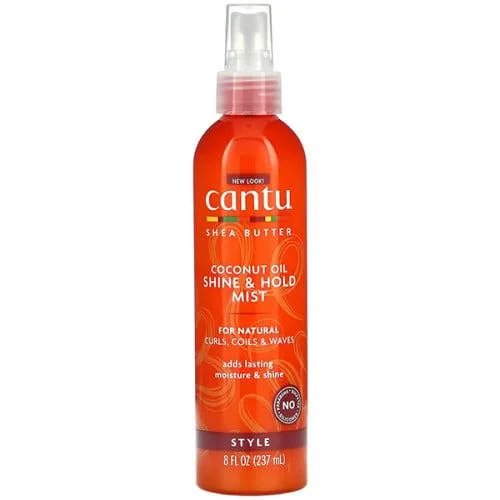 NEW LOOK!
cantu
SHEA BUTTER
COCONUT OIL
SHINE & HOLD
MIST
FOR NATURAL
CURLS, COILS & WAVES
adds lasting
moisture & shine
NO
STYLE
8 FL OZ (237 mL)